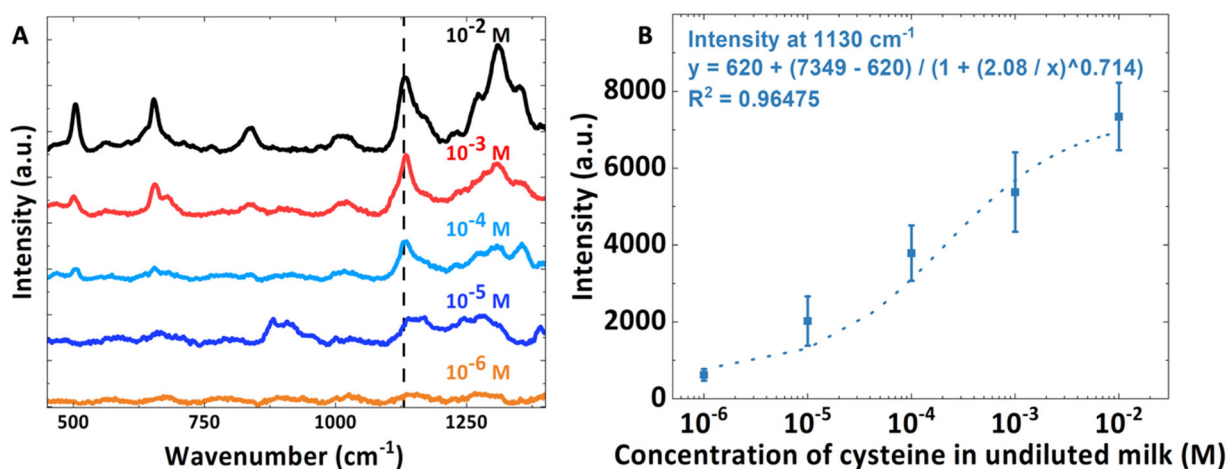 A
10⁻² M
10⁻³ M
10⁻⁴ M
10⁻⁵ M
10⁻⁶ M
Intensity (a.u.)
500 750 1000 1250
Wavenumber (cm⁻¹)
B
Intensity at 1130 cm⁻¹
y = 620 + (7349 - 620) / (1 + (2.08 / x)^0.714)
R² = 0.96475
Intensity (a.u.)
8000
6000
4000
2000
0
10⁻⁶ 10⁻⁵ 10⁻⁴ 10⁻³ 10⁻²
Concentration of cysteine in undiluted milk (M)